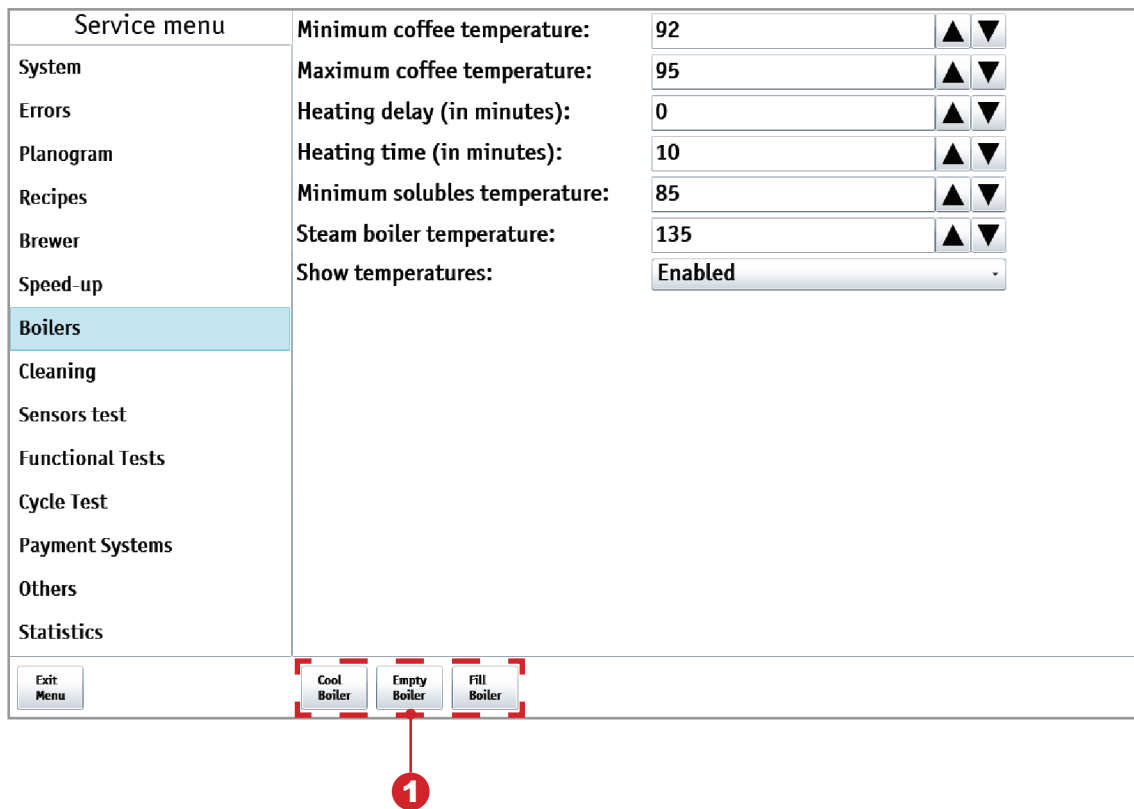 Service menu
System
Errors
Planogram
Recipes
Brewer
Speed-up
Boilers
Cleaning
Sensors test
Functional Tests
Cycle Test
Payment Systems
Others
Statistics
Minimum coffee temperature: 92
Maximum coffee temperature: 95
Heating delay (in minutes): 0
Heating time (in minutes): 10
Minimum solubles temperature: 85
Steam boiler temperature: 135
Show temperatures: Enabled
Exit
Menu
Cool
Boiler
Empty
Boiler
Fill
Boiler
1